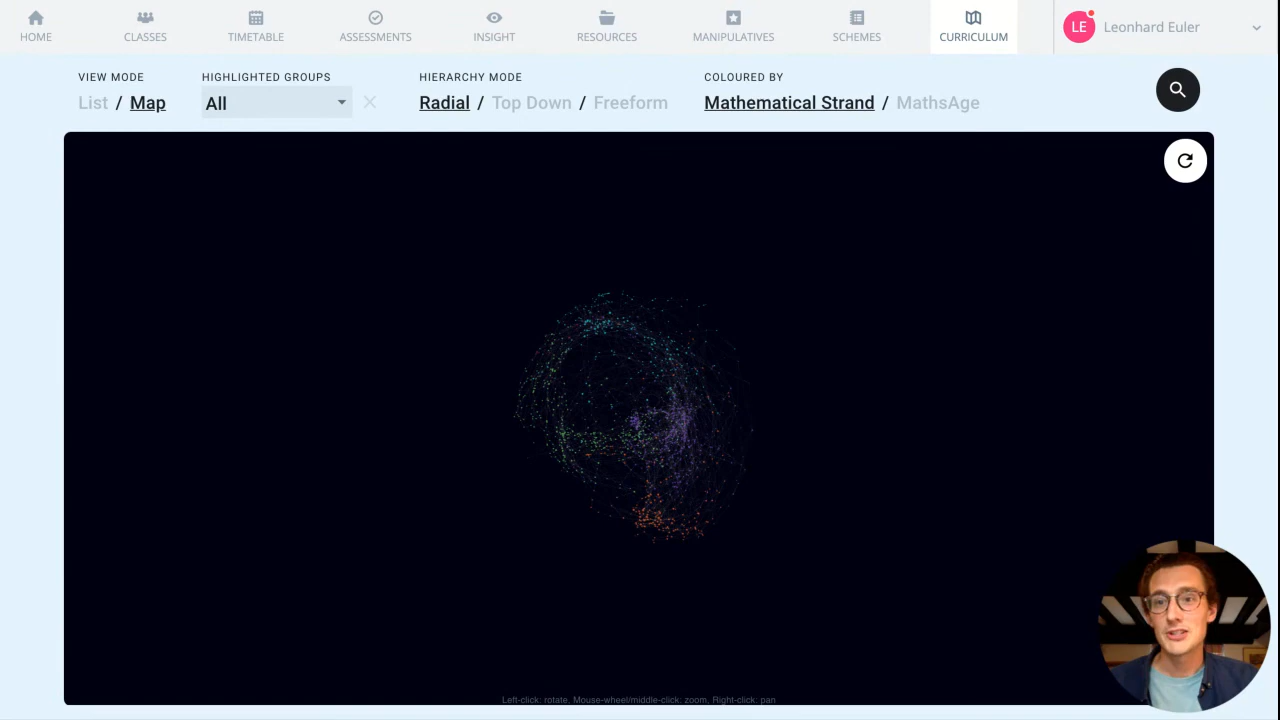 HOME
CLASSES
TIMETABLE
ASSESSMENTS
INSIGHT
RESOURCES
MANIPULATIVES
SCHEMES
CURRICULUM
LE
Leonhard Euler
VIEW MODE
List / Map
HIGHLIGHTED GROUPS
All
HIERARCHY MODE
Radial / Top Down / Freeform
COLOURED BY
Mathematical Strand / MathsAge
Left-click: rotate, Mouse-wheel/middle-click: zoom, Right-click: pan